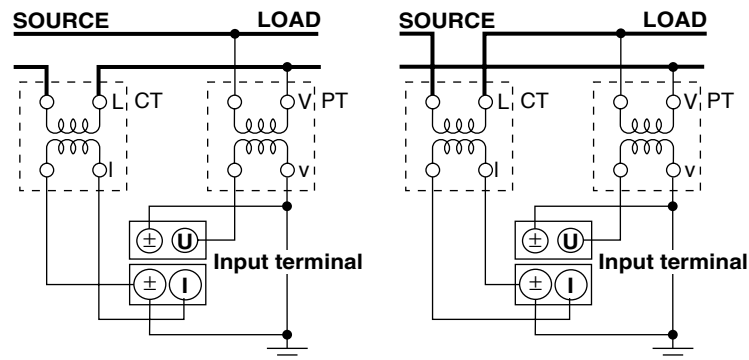 SOURCE LOAD SOURCE LOAD
L CT V PT L CT V PT
l v l v
± U ± U
Input terminal Input terminal
± I ± I